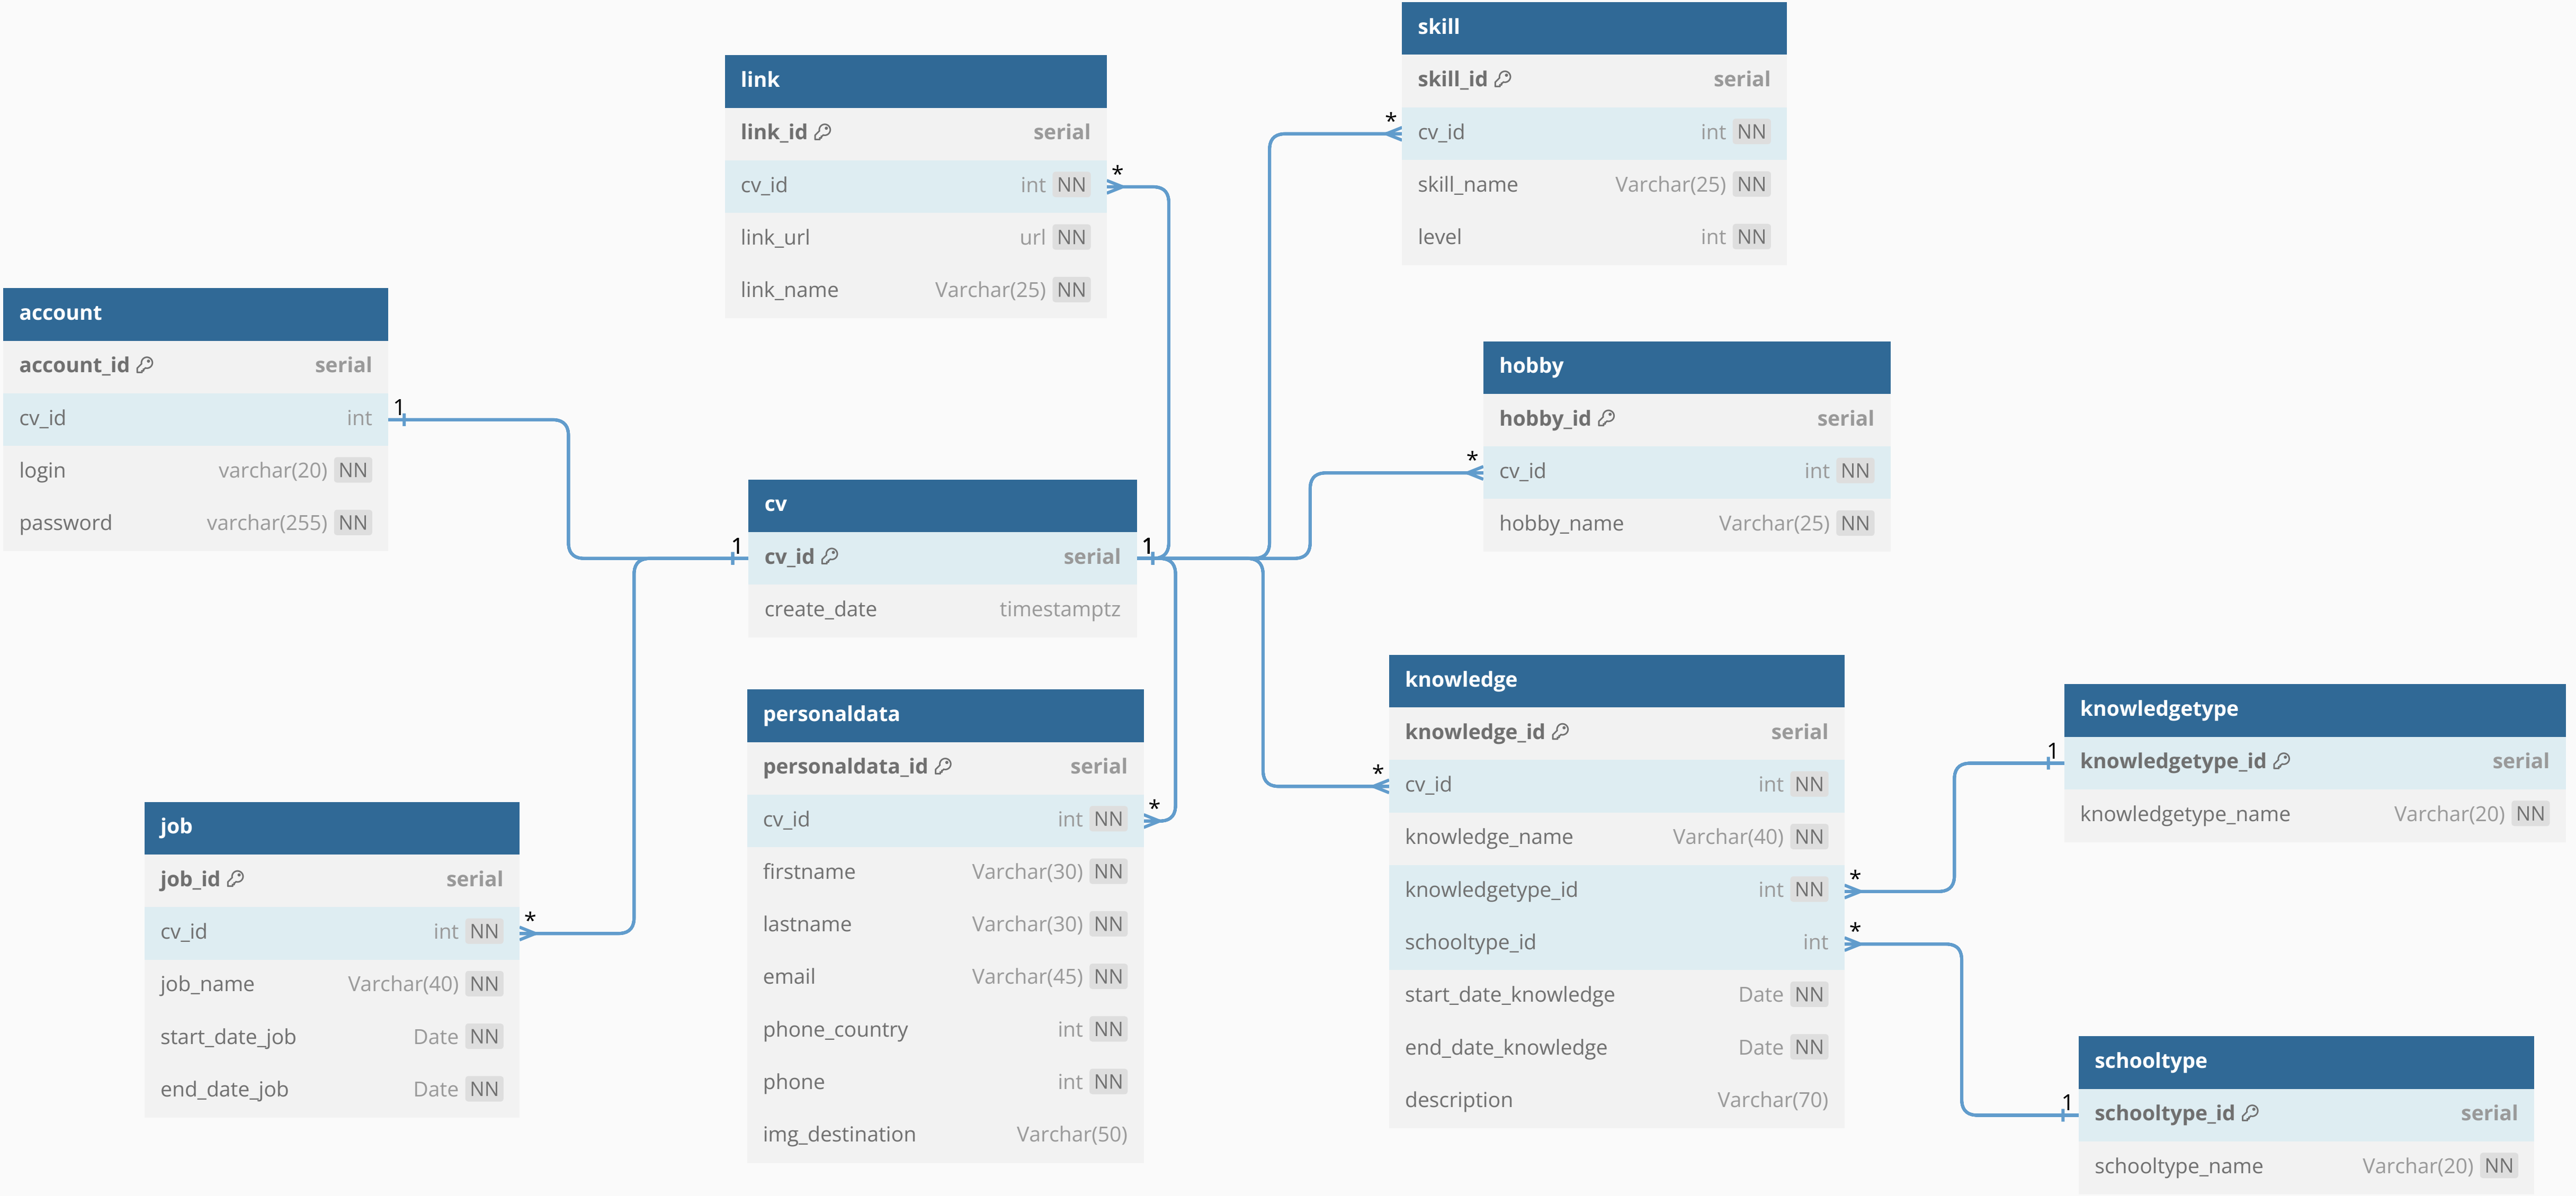 skill
skill_id serial
cv_id int NN
skill_name Varchar(25) NN
level int NN
link
link_id serial
cv_id int NN
link_url url NN
link_name Varchar(25) NN
account
account_id serial
cv_id int
login varchar(20) NN
password varchar(255) NN
hobby
hobby_id serial
cv_id int NN
hobby_name Varchar(25) NN
cv
cv_id serial
create_date timestamptz
personaldata
personaldata_id serial
cv_id int NN
firstname Varchar(30) NN
lastname Varchar(30) NN
email Varchar(45) NN
phone_country int NN
phone int NN
img_destination Varchar(50)
job
job_id serial
cv_id int NN
job_name Varchar(40) NN
start_date_job Date NN
end_date_job Date NN
knowledge
knowledge_id serial
cv_id int NN
knowledge_name Varchar(40) NN
knowledgetype_id int NN
schooltype_id int
start_date_knowledge Date NN
end_date_knowledge Date NN
description Varchar(70)
knowledgetype
knowledgetype_id serial
knowledgetype_name Varchar(20) NN
schooltype
schooltype_id serial
schooltype_name Varchar(20) NN
*
*
1
*
1
1
*
*
*
1
*
*
1